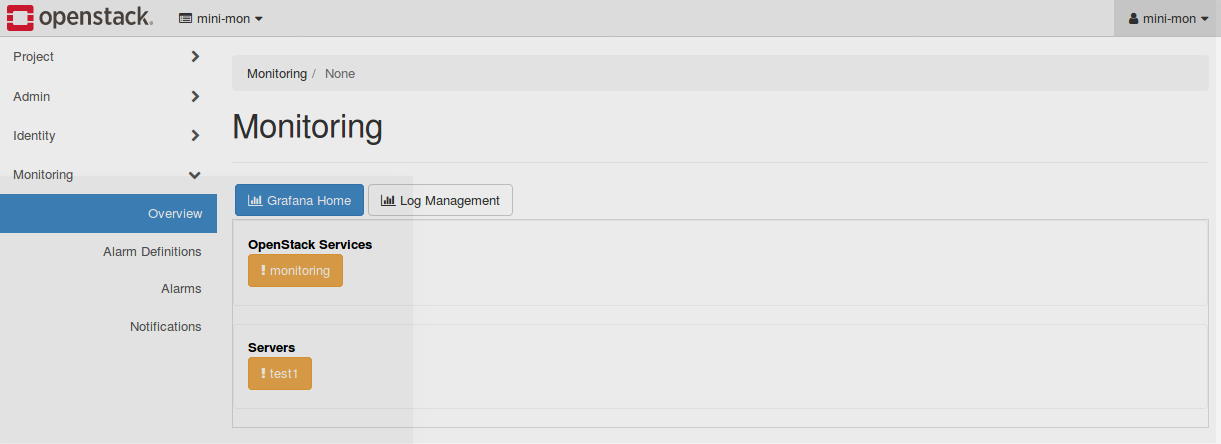 openstack. mini-mon mini-mon
Project
Admin
Identity
Monitoring
Overview
Alarm Definitions
Alarms
Notifications
Monitoring / None
Monitoring
Grafana Home Log Management
OpenStack Services
! monitoring
Servers
! test1